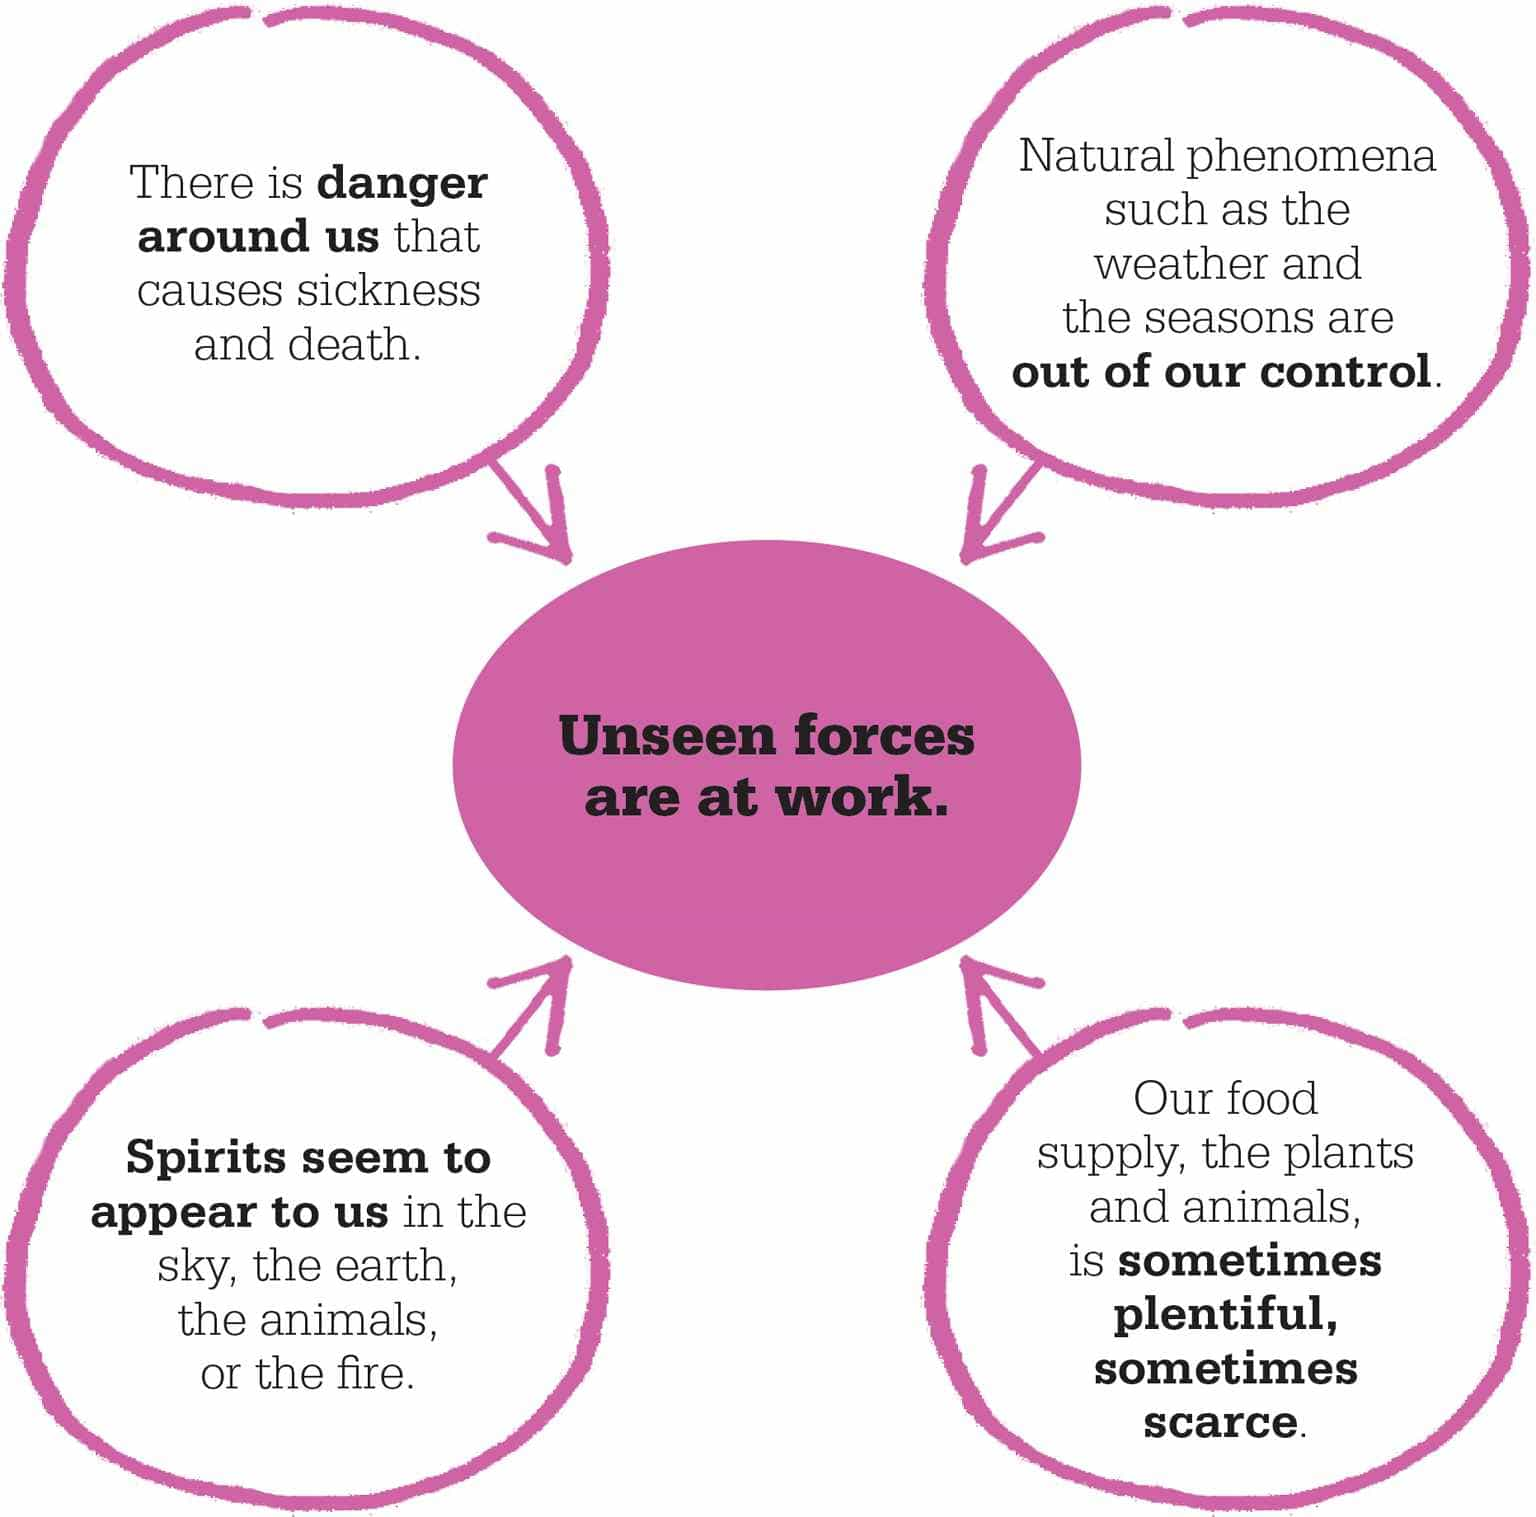 There is danger
around us that
causes sickness
and death.
Natural phenomena
such as the
weather and
the seasons are
out of our control.
Unseen forces
are at work.
Spirits seem to
appear to us in the
sky, the earth,
the animals,
or the fire.
Our food
supply, the plants
and animals,
is sometimes
plentiful,
sometimes
scarce.